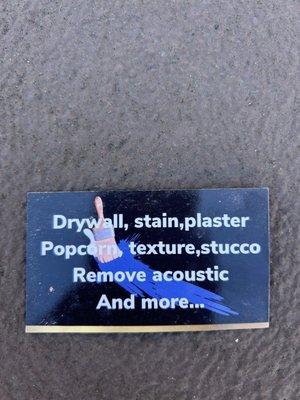 Drywall, stain,plaster
Popcorn, texture,stucco
Remove acoustic
And more...